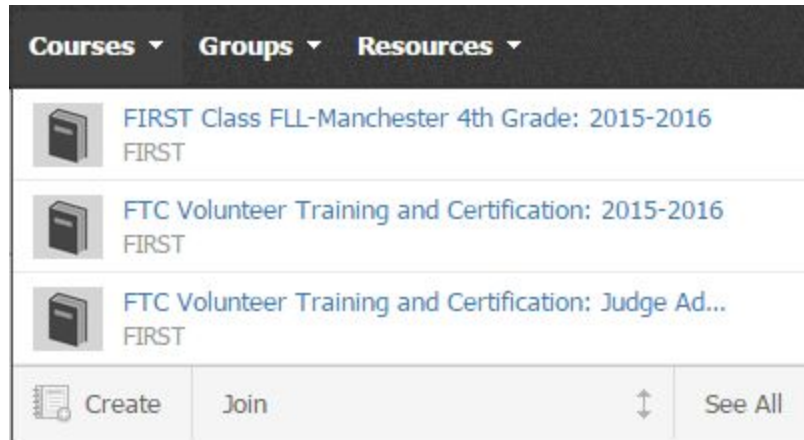 Courses Groups Resources
FIRST Class FLL-Manchester 4th Grade: 2015-2016
FIRST
FTC Volunteer Training and Certification: 2015-2016
FIRST
FTC Volunteer Training and Certification: Judge Ad...
FIRST
Create Join See All